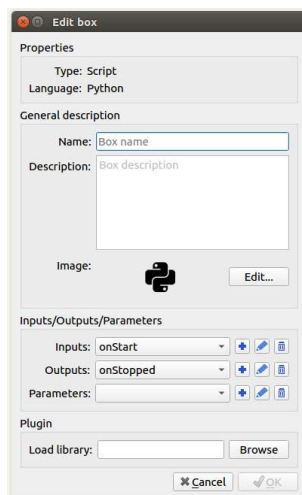 Edit box
Properties
Type: Script
Language: Python
General description
Name: Box name
Description: Box description
Image:
Edit...
Inputs/Outputs/Parameters
Inputs: onStart
Outputs: onStopped
Parameters:
Plugin
Load library: Browse
Cancel OK